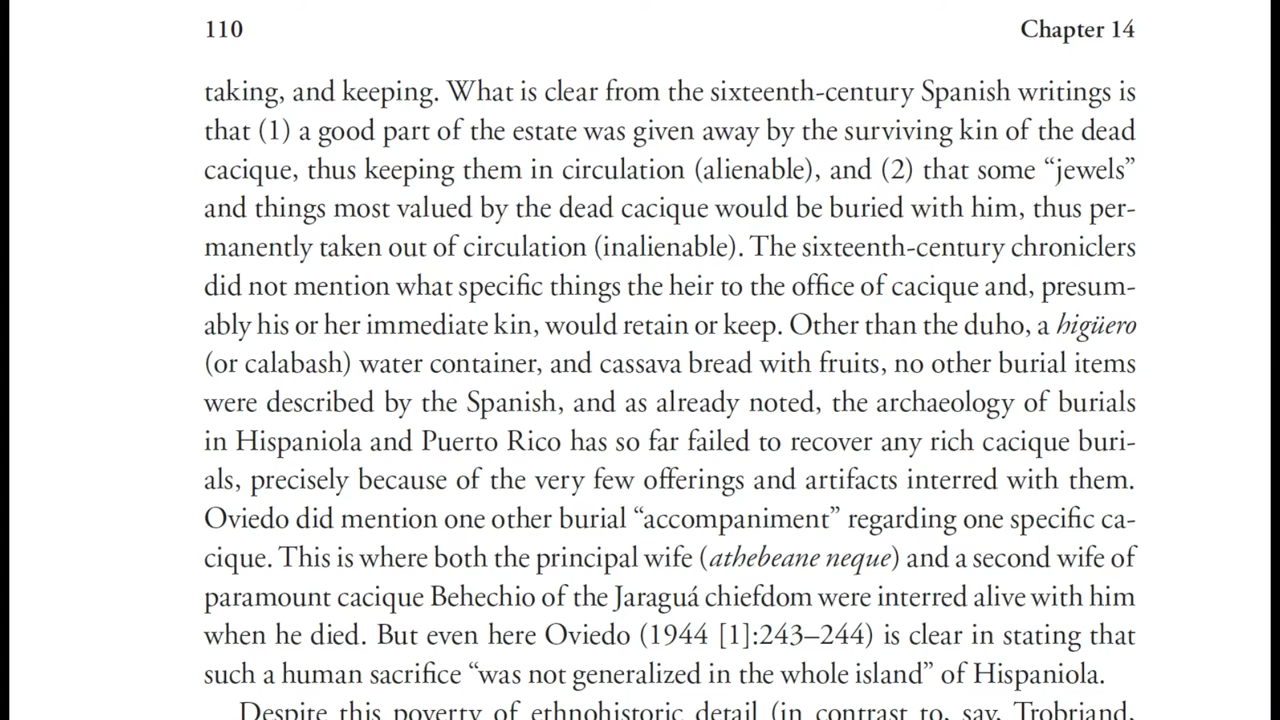 110
Chapter 14
taking, and keeping. What is clear from the sixteenth-century Spanish writings is
that (1) a good part of the estate was given away by the surviving kin of the dead
cacique, thus keeping them in circulation (alienable), and (2) that some “jewels”
and things most valued by the dead cacique would be buried with him, thus per-
manently taken out of circulation (inalienable). The sixteenth-century chroniclers
did not mention what specific things the heir to the office of cacique and, presum-
ably his or her immediate kin, would retain or keep. Other than the duho, a higüero
(or calabash) water container, and cassava bread with fruits, no other burial items
were described by the Spanish, and as already noted, the archaeology of burials
in Hispaniola and Puerto Rico has so far failed to recover any rich cacique buri-
als, precisely because of the very few offerings and artifacts interred with them.
Oviedo did mention one other burial “accompaniment” regarding one specific ca-
cique. This is where both the principal wife (athebeane neque) and a second wife of
paramount cacique Behechio of the Jaraguá chiefdom were interred alive with him
when he died. But even here Oviedo (1944 [1]:243–244) is clear in stating that
such a human sacrifice “was not generalized in the whole island” of Hispaniola.
Despite this poverty of ethnohistoric detail (in contrast to, say, Trobriand,